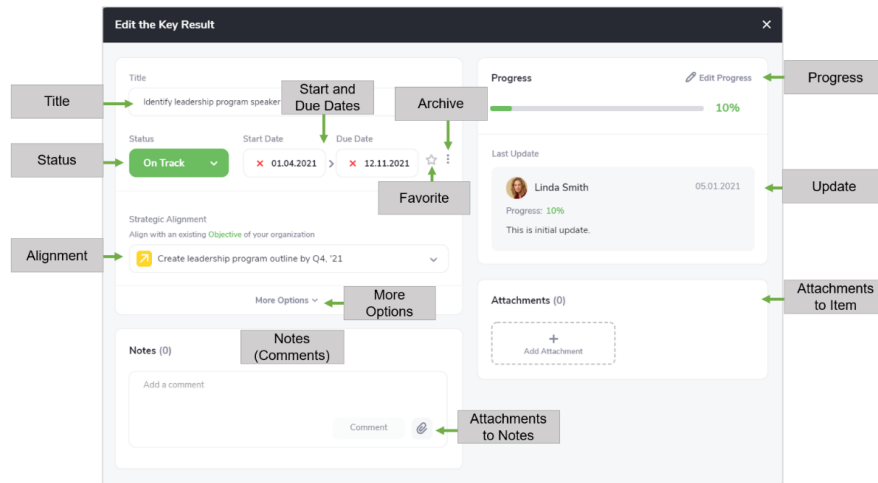 Edit the Key Result
Title
Title
Identify leadership program speaker
Start and
Due Dates
Archive
Status
Status
Start Date
Due Date
On Track
01.04.2021
12.11.2021
Favorite
Strategic Alignment
Align with an existing Objective of your organization
Alignment
Create leadership program outline by Q4, '21
More Options
More
Options
Notes (0)
Notes
(Comments)
Add a comment
Comment
Attachments
to Notes
Progress
Edit Progress
Progress
10%
Last Update
Linda Smith
05.01.2021
Update
Progress: 10%
This is initial update.
Attachments (0)
Attachments
to Item
Add Attachment